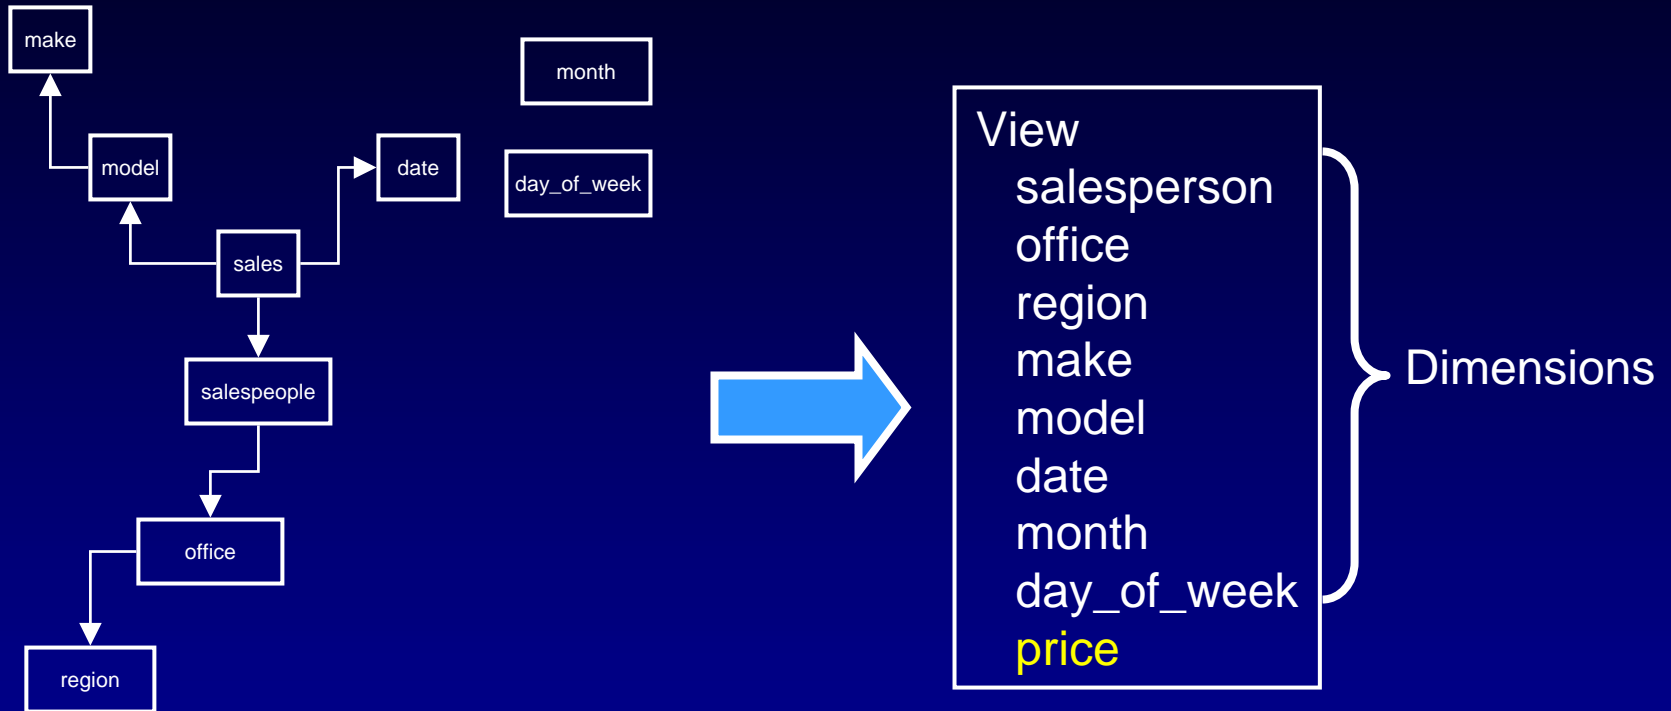 make
month
model
date
day_of_week
sales
salespeople
office
region
View
salesperson
office
region
make
model
date
month
day_of_week
price
Dimensions